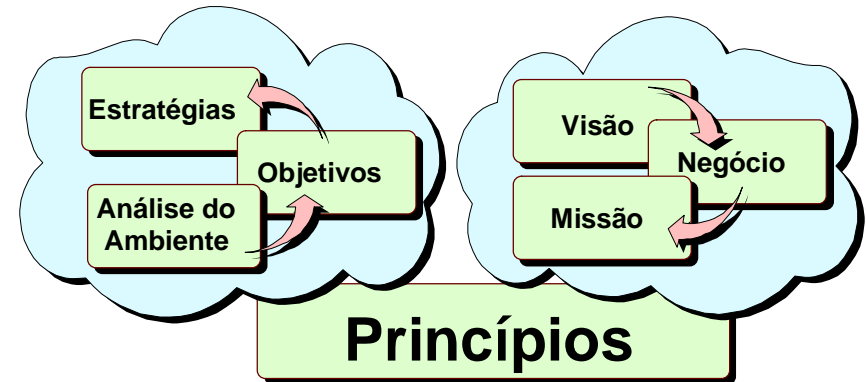 Estratégias
Objetivos
Análise do
Ambiente
Visão
Negócio
Missão
Princípios